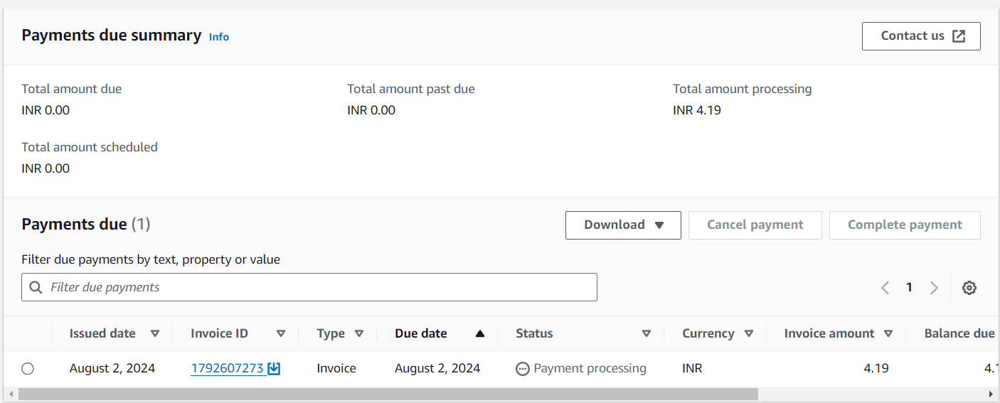 Payments due summary Info
Contact us
Total amount due
INR 0.00
Total amount past due
INR 0.00
Total amount processing
INR 4.19
Total amount scheduled
INR 0.00
Payments due (1)
Download
Cancel payment
Complete payment
Filter due payments by text, property or value
Filter due payments
1
Issued date Invoice ID Type Due date Status Currency Invoice amount Balance due
August 2, 2024 1792607273 Invoice August 2, 2024 Payment processing INR 4.19